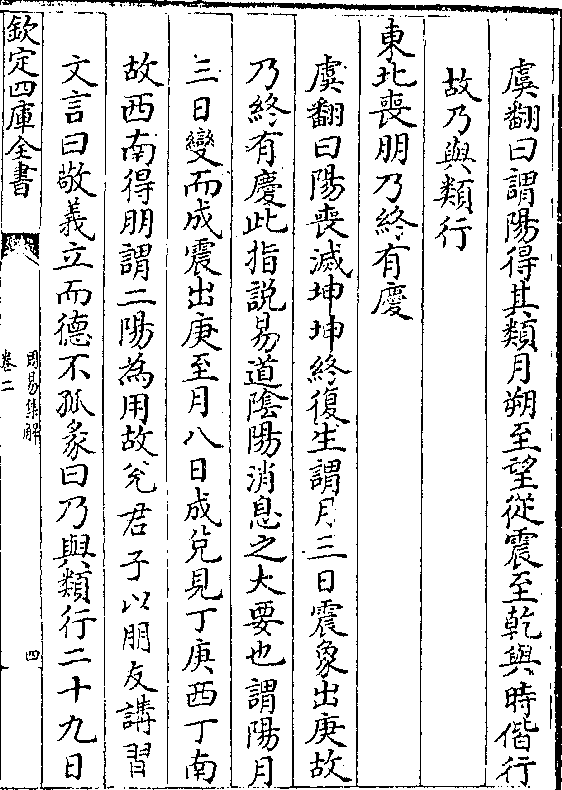 虞翻曰謂陽得其類月朔至望從震至乾與時偕行
故乃與類行
東北喪朋乃終有慶
虞翻曰陽喪滅坤坤終復生謂月三日震象出庚故
乃終有慶此指説易道隂陽消息之大要也謂陽月
三日變而成震出庚至月八日成兊見丁庚西丁南
故西南得朋謂二陽為用故兊君子以朋友講習
文言曰敬義立而德不孤彖曰乃與類行二十九日
欽定四庫全書
周易集解
卷二
四